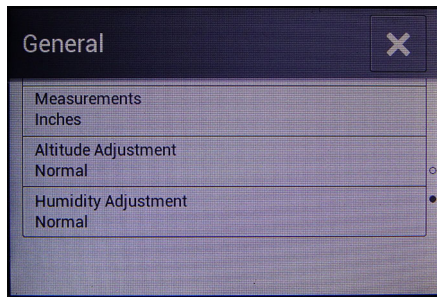 General
Measurements
Inches
Altitude Adjustment
Normal
Humidity Adjustment
Normal